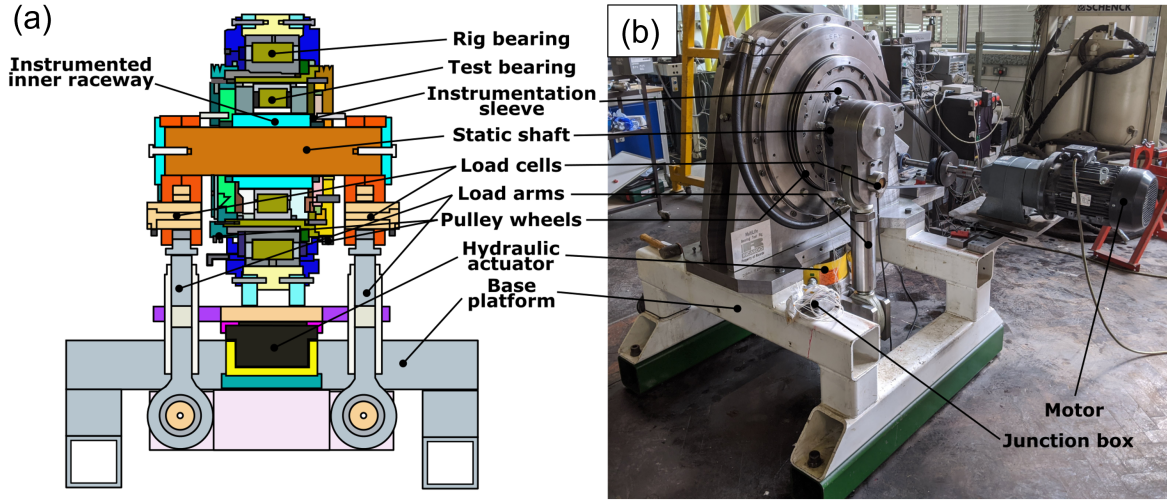 (a)
Rig bearing
Instrumented
inner raceway
Test bearing
Instrumentation
sleeve
Static shaft
Load cells
Load arms
Pulley wheels
Hydraulic
actuator
Base
platform
(b)
SCHENCK
Motor
Junction box